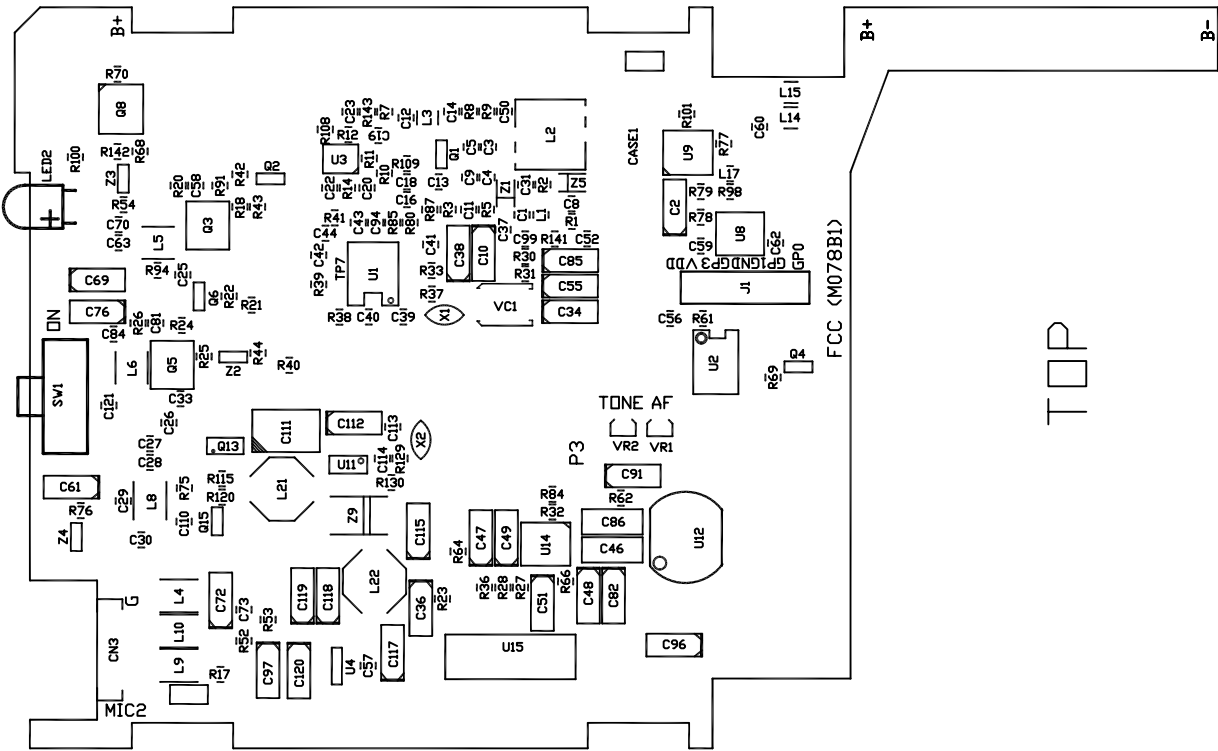 B+
B+
B-
R70
Q8
L15
L14
C23
R143
R7
C12
L3
C14
R8
R9
C50
R108
R12
C19
L2
CASE1
R101
C60
U9
R77
R142
R68
R100
LED2
Z3
U3
R11
R109
Q1
C5
C3
L17
R42
Q2
R20
C58
R91
R10
C18
C13
C9
C4
Z1
C31
R2
Z5
C22
R14
C20
C16
R79
R98
C2
R54
R18
R43
R41
C43
C94
R85
R80
R87
R3
C11
R5
C1
L1
C8
R1
R78
C70
C63
L5
Q3
C44
C42
C41
C37
C99
R141
C52
C59
U8
C62
+
R94
C25
TP7
U1
R33
C38
C10
R30
R31
C85
GP1GNDGP3 VDD
GP0
C69
Q6
R22
R21
R39
R37
VC1
C55
J1
C76
ON
C84
R26
C81
R24
R38
C40
C39
X1
C34
C56
R61
FCC (M078B1)
TOP
L6
Q5
R25
Z2
R44
R40
U2
R69
Q4
SW1
C121
C33
C26
TONE AF
VR2
VR1
C27
C28
Q13
C111
C112
C113
X2
P3
U11
C114
R129
R130
C91
C61
R76
C29
L8
R75
R115
R120
L21
Z9
R84
R62
Z4
C30
C110
Q15
C115
R64
C47
C49
R32
U14
C86
C46
U12
L22
G
L4
C72
C73
R53
C119
C118
C36
R23
R36
R28
R27
C51
R66
C48
C82
CN3
L10
R52
L9
R17
C97
C120
U4
C57
C117
U15
C96
MIC2